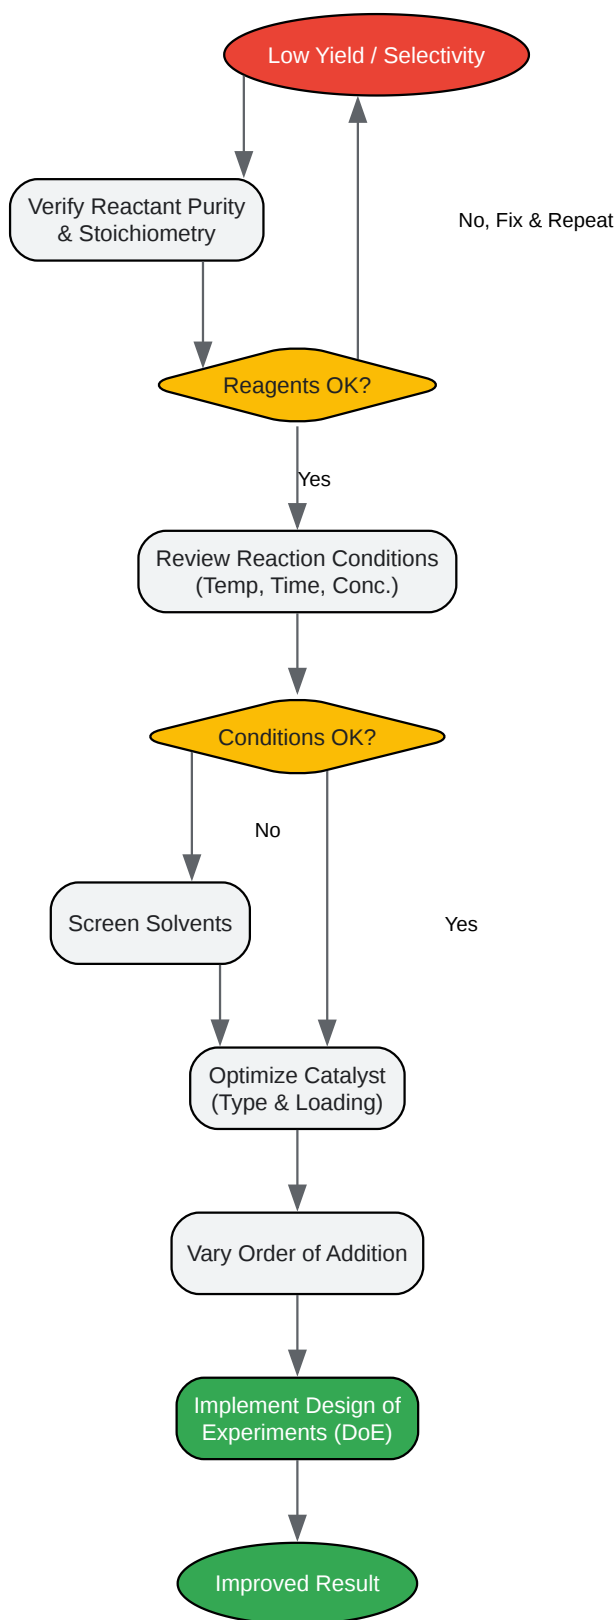 Low Yield / Selectivity
Verify Reactant Purity
& Stoichiometry
No, Fix & Repeat
Reagents OK?
Yes
Review Reaction Conditions
(Temp, Time, Conc.)
Conditions OK?
No
Screen Solvents
Yes
Optimize Catalyst
(Type & Loading)
Vary Order of Addition
Implement Design of
Experiments (DoE)
Improved Result